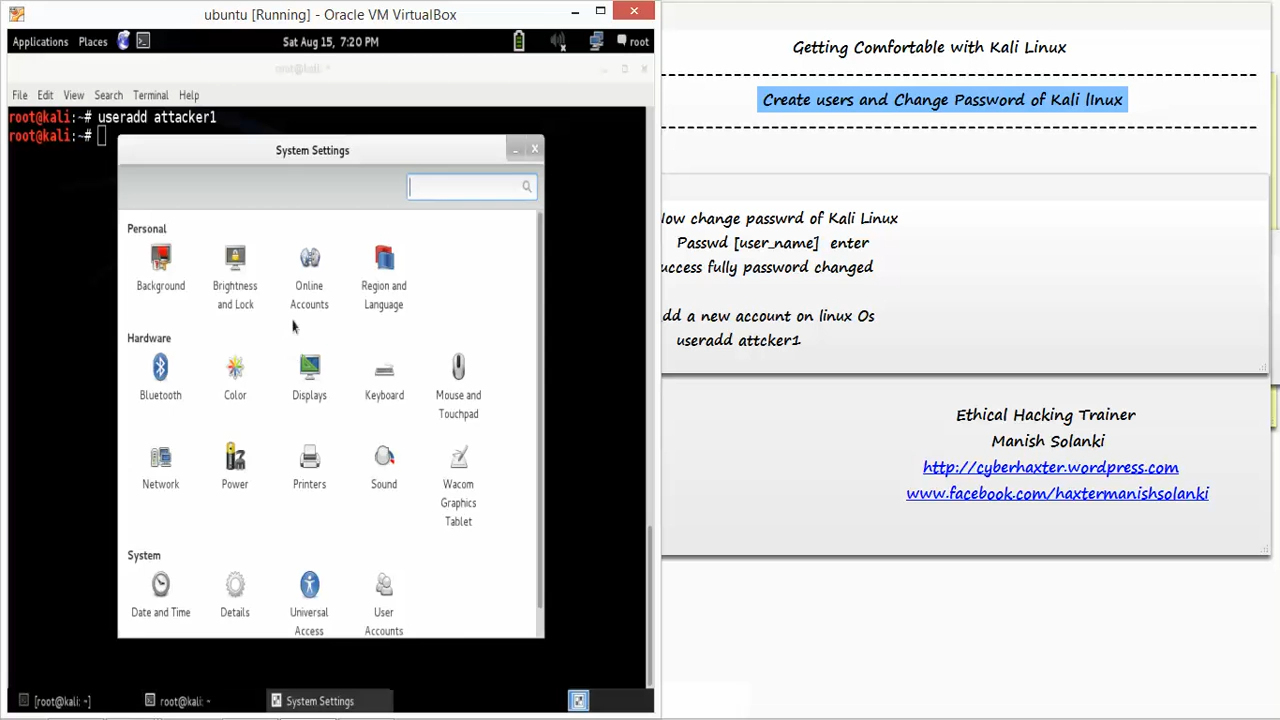 ubuntu [Running] - Oracle VM VirtualBox
Applications Places Sat Aug 15, 7:20 PM root
root@kali: ~
File Edit View Search Terminal Help
root@kali:~# useradd attacker1
root@kali:~#
System Settings
Personal
Background
Brightness and Lock
Online Accounts
Region and Language
Hardware
Bluetooth
Color
Displays
Keyboard
Mouse and Touchpad
Network
Power
Printers
Sound
Wacom Graphics Tablet
System
Date and Time
Details
Universal Access
User Accounts
[root@kali: ~]
root@kali: ~
System Settings
Getting Comfortable with Kali Linux
Create users and Change Password of Kali lInux
change passwrd of Kali Linux
Passwd [user_name] enter
fully password changed
a new account on linux Os
useradd attcker1
Ethical Hacking Trainer
Manish Solanki
http://cyberhaxter.wordpress.com
www.facebook.com/haxtermanishsolanki